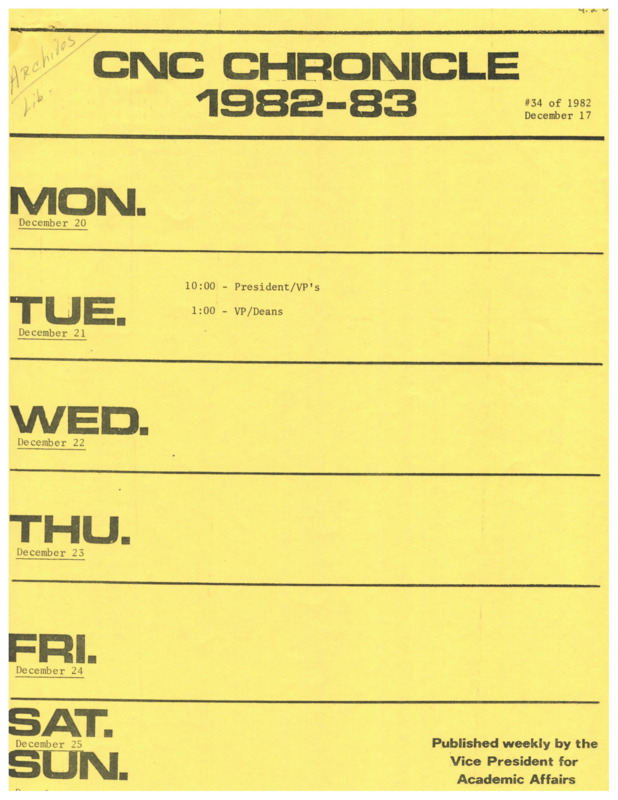 Archives
Lib.
CNC CHRONICLE
1982-83
#34 of 1982
December 17
MON.
December 20
10:00 - President/VP's
TUE.
1:00 - VP/Deans
December 21
WED.
December 22
THU.
December 23
FRI.
December 24
SAT.
December 25
SUN.
Published weekly by the
Vice President for
Academic Affairs